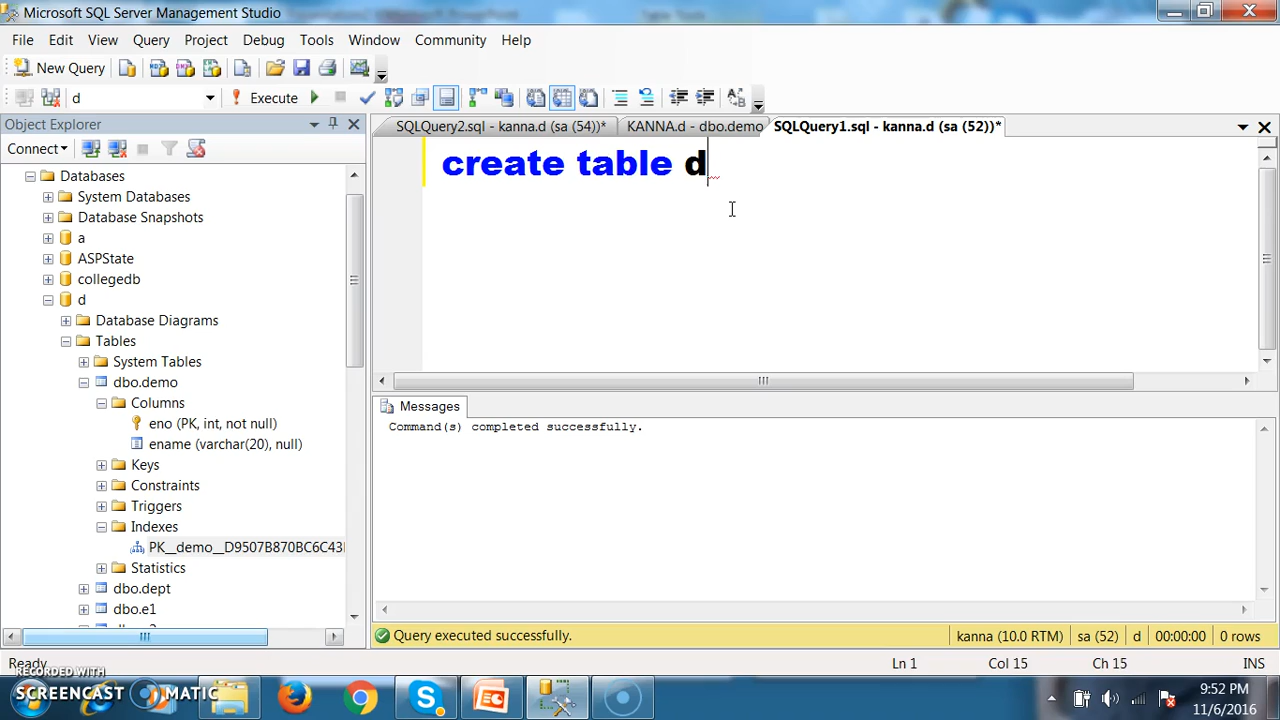 Microsoft SQL Server Management Studio
File Edit View Query Project Debug Tools Window Community Help
New Query
d Execute
Object Explorer
SQLQuery2.sql - kanna.d (sa (54))* KANNA.d - dbo.demo SQLQuery1.sql - kanna.d (sa (52))*
Connect
create table d
Databases
System Databases
Database Snapshots
a
ASPState
collegedb
d
Database Diagrams
Tables
System Tables
dbo.demo
Columns
eno (PK, int, not null)
ename (varchar(20), null)
Keys
Constraints
Triggers
Indexes
PK__demo__D9507B870BC6C43
Statistics
dbo.dept
dbo.e1
Messages
Command(s) completed successfully.
Query executed successfully. kanna (10.0 RTM) sa (52) d 00:00:00 0 rows
Ready Ln 1 Col 15 Ch 15 INS
RECORDED WITH
SCREENCAST MATIC
9:52 PM
11/6/2016